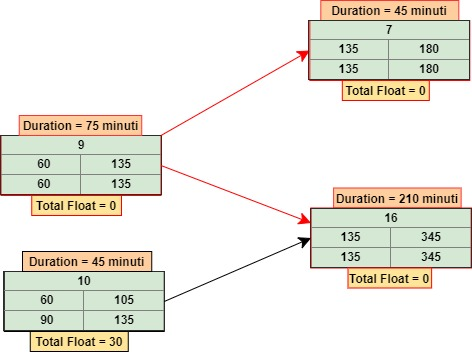 Duration = 45 minuti
7
135 180
135 180
Total Float = 0
Duration = 75 minuti
9
60 135
60 135
Total Float = 0
Duration = 210 minuti
16
135 345
135 345
Total Float = 0
Duration = 45 minuti
10
60 105
90 135
Total Float = 30